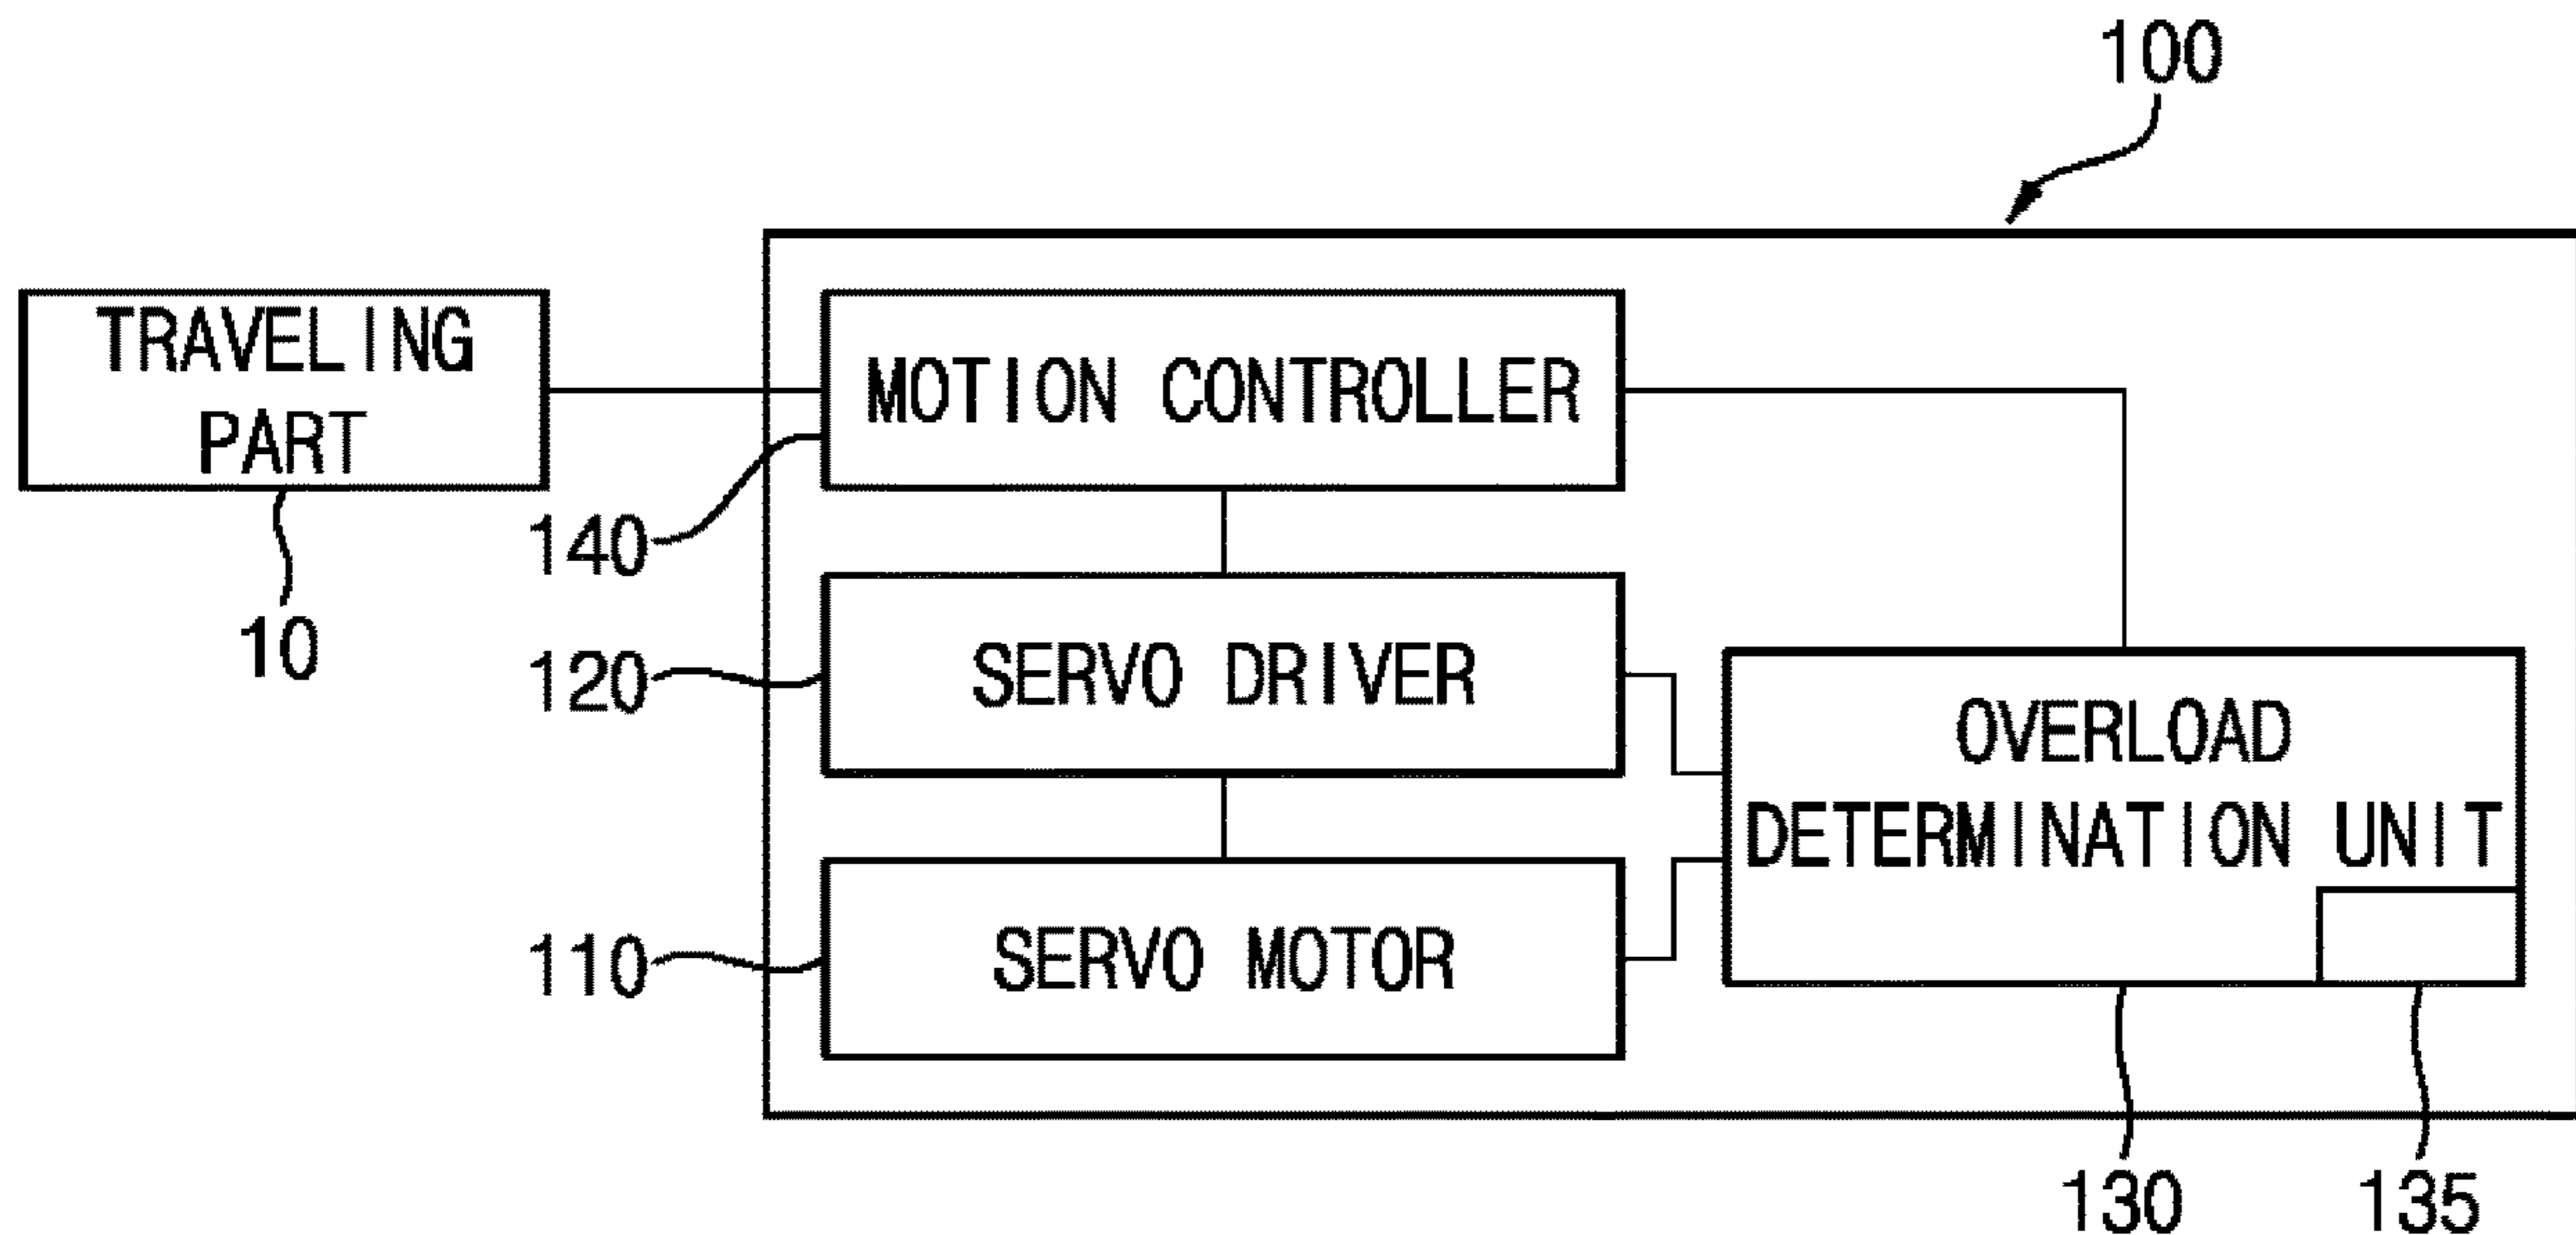 100
TRAVELING
PART
MOTION CONTROLLER
140
10
120
SERVO DRIVER
OVERLOAD
DETERMINATION UNIT
110
SERVO MOTOR
130
135